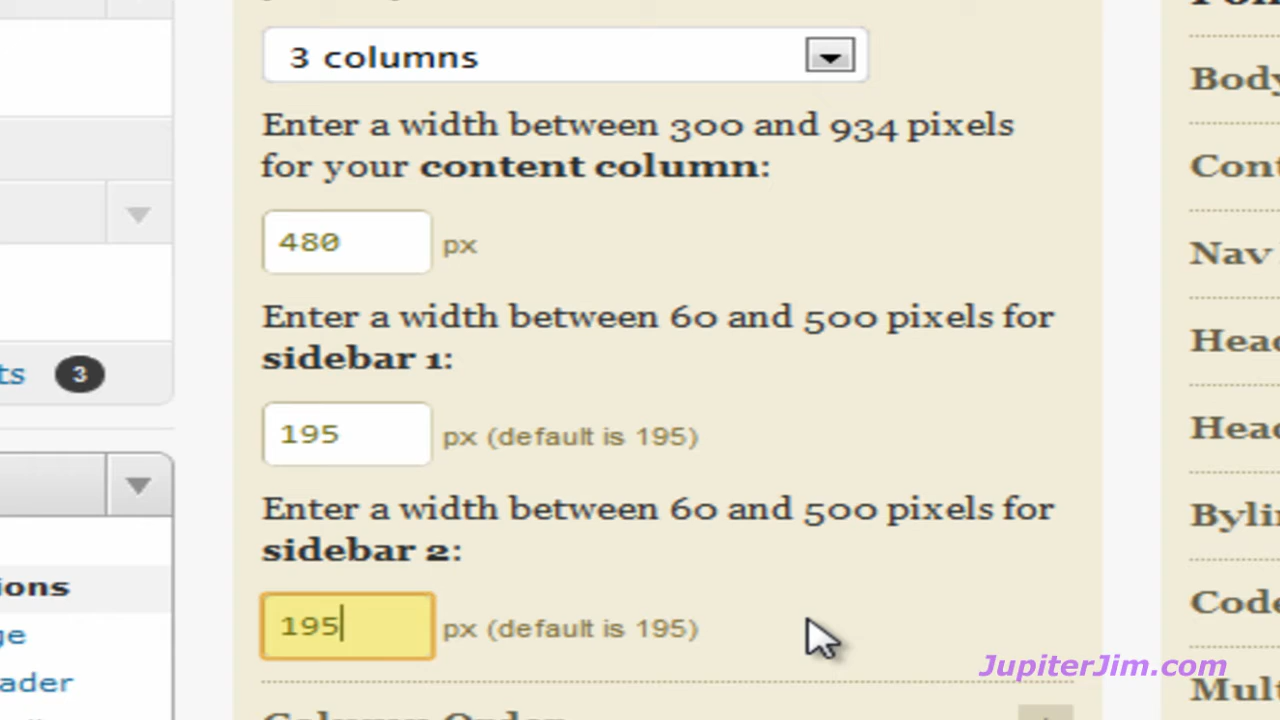 3 columns
Enter a width between 300 and 934 pixels
for your content column:
480 px
Enter a width between 60 and 500 pixels for
sidebar 1:
195 px (default is 195)
Enter a width between 60 and 500 pixels for
sidebar 2:
195 px (default is 195)
Column Order
ts 3
ions
ge
ader
Body
Cont
Nav
Head
Head
Bylin
Code
Mult
JupiterJim.com